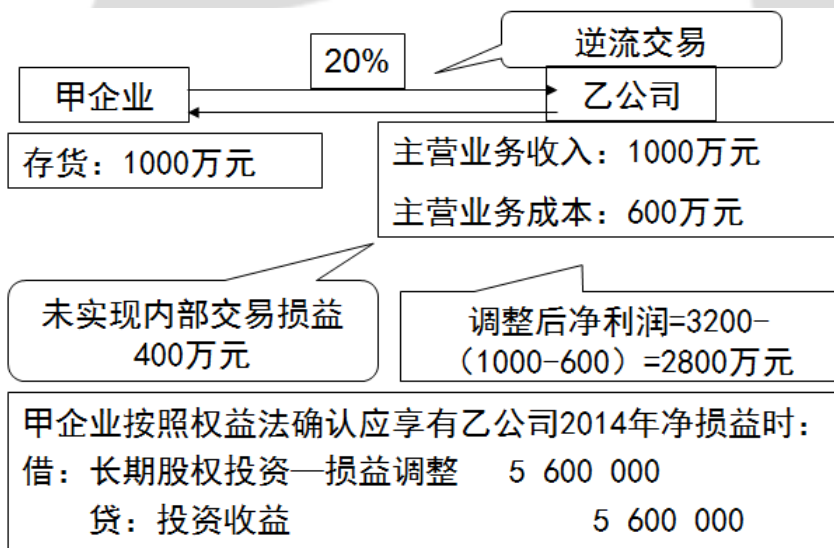 逆流交易
20%
甲企业
乙公司
存货：1000万元
主营业务收入：1000万元
主营业务成本：600万元
未实现内部交易损益
400万元
调整后净利润=3200-
（1000-600）=2800万元
甲企业按照权益法确认应享有乙公司2014年净损益时：
借：长期股权投资—损益调整 5 600 000
贷：投资收益 5 600 000